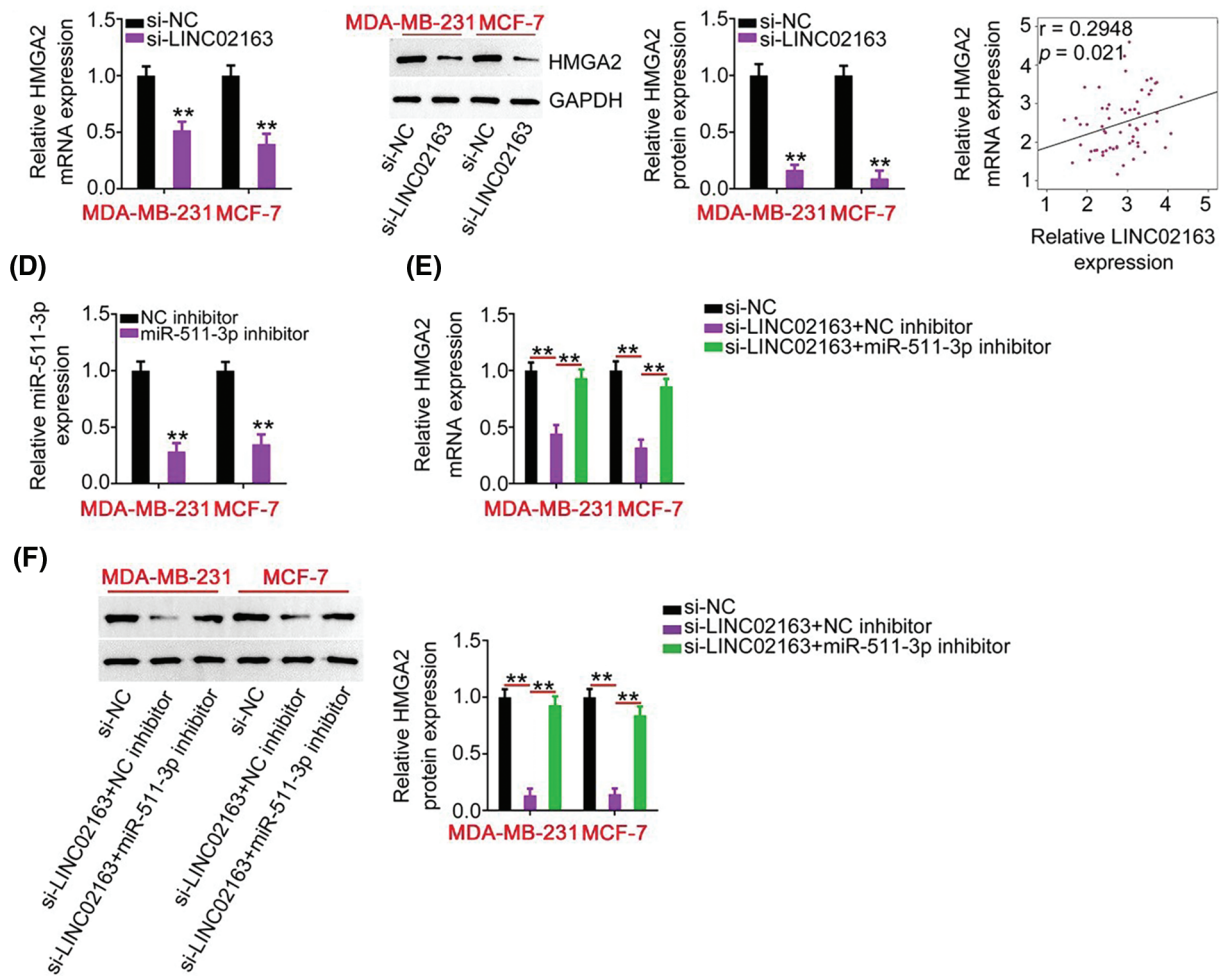 Relative HMGA2
mRNA expression
1.5
1.0
0.5
0.0
si-NC
si-LINC02163
**
**
MDA-MB-231 MCF-7
MDA-MB-231 MCF-7
HMGA2
GAPDH
si-NC
si-LINC02163
si-NC
si-LINC02163
Relative HMGA2
protein expression
1.5
1.0
0.5
0.0
si-NC
si-LINC02163
**
**
MDA-MB-231 MCF-7
Relative HMGA2
mRNA expression
5
4
3
2
1
r = 0.2948
p = 0.021
1 2 3 4 5
Relative LINC02163
expression
(D)
Relative miR-511-3p
expression
1.5
1.0
0.5
0.0
NC inhibitor
miR-511-3p inhibitor
**
**
MDA-MB-231 MCF-7
(E)
Relative HMGA2
mRNA expression
1.5
1.0
0.5
0.0
** **
** **
MDA-MB-231 MCF-7
si-NC
si-LINC02163+NC inhibitor
si-LINC02163+miR-511-3p inhibitor
(F)
MDA-MB-231 MCF-7
si-NC
si-LINC02163+NC inhibitor
si-LINC02163+miR-511-3p inhibitor
si-NC
si-LINC02163+NC inhibitor
si-LINC02163+miR-511-3p inhibitor
Relative HMGA2
protein expression
1.5
1.0
0.5
0.0
** **
** **
MDA-MB-231 MCF-7
si-NC
si-LINC02163+NC inhibitor
si-LINC02163+miR-511-3p inhibitor